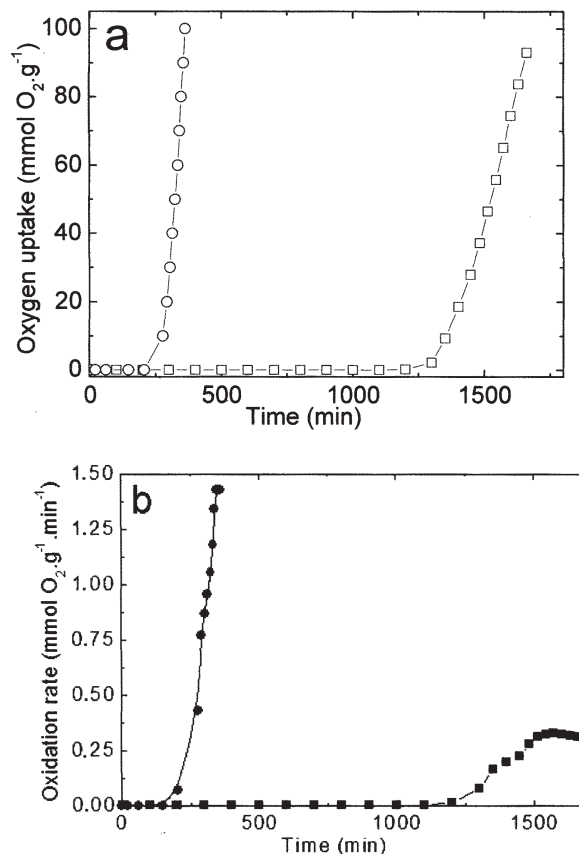 a
Oxygen uptake (mmol O₂.g⁻¹)
100
80
60
40
20
0
0 500 1000 1500
Time (min)
b
Oxidation rate (mmol O₂.g⁻¹.min⁻¹)
1.50
1.25
1.00
0.75
0.50
0.25
0.00
0 500 1000 1500
Time (min)